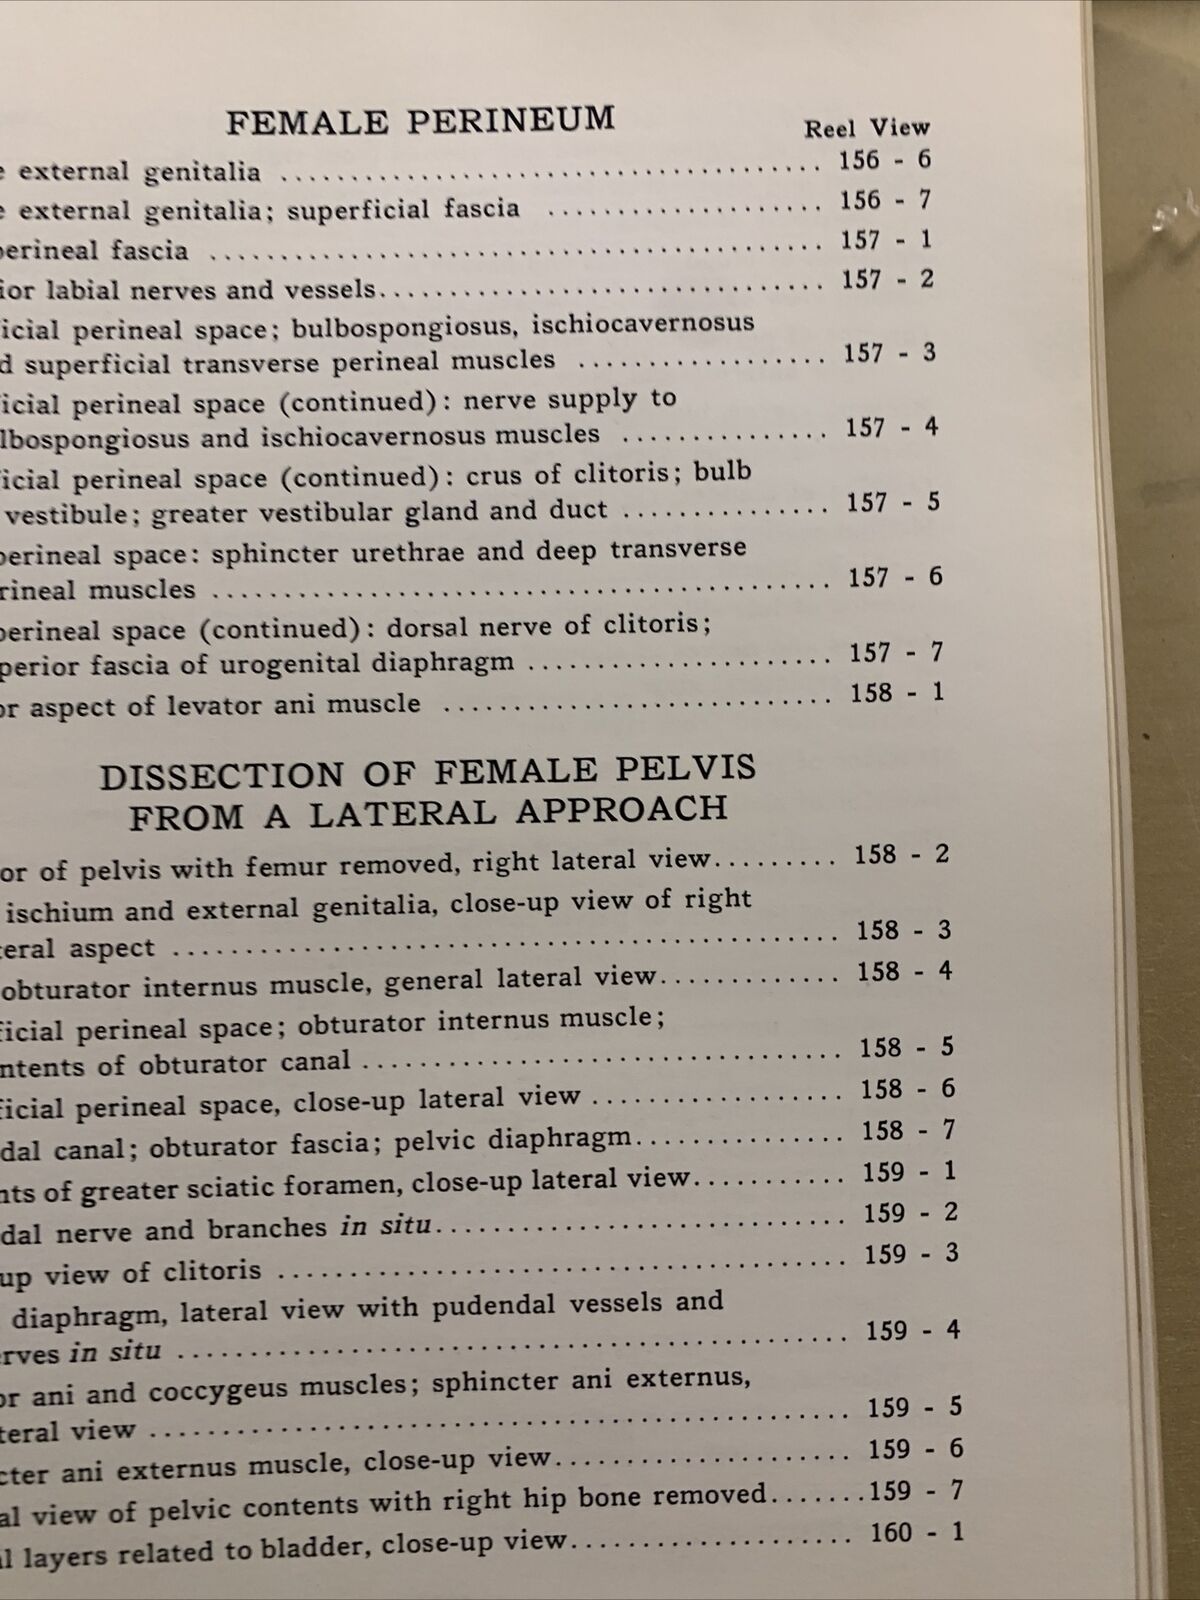 FEMALE PERINEUM
Reel View
e external genitalia ........................................ 156 - 6
e external genitalia; superficial fascia .................... 156 - 7
perineal fascia ............................................. 157 - 1
ior labial nerves and vessels................................ 157 - 2
icial perineal space; bulbospongiosus, ischiocavernosus
d superficial transverse perineal muscles .................. 157 - 3
icial perineal space (continued): nerve supply to
lbospongiosus and ischiocavernosus muscles ............... 157 - 4
icial perineal space (continued): crus of clitoris; bulb
vestibule; greater vestibular gland and duct ............... 157 - 5
perineal space: sphincter urethrae and deep transverse
rineal muscles ............................................ 157 - 6
perineal space (continued): dorsal nerve of clitoris;
perior fascia of urogenital diaphragm ...................... 157 - 7
or aspect of levator ani muscle ............................ 158 - 1
DISSECTION OF FEMALE PELVIS
FROM A LATERAL APPROACH
or of pelvis with femur removed, right lateral view......... 158 - 2
ischium and external genitalia, close-up view of right
teral aspect ............................................... 158 - 3
obturator internus muscle, general lateral view............. 158 - 4
ficial perineal space; obturator internus muscle;
ntents of obturator canal .................................. 158 - 5
ficial perineal space, close-up lateral view .................. 158 - 6
dal canal; obturator fascia; pelvic diaphragm............... 158 - 7
nts of greater sciatic foramen, close-up lateral view........... 159 - 1
dal nerve and branches in situ............................. 159 - 2
up view of clitoris ........................................ 159 - 3
diaphragm, lateral view with pudendal vessels and
rves in situ ............................................... 159 - 4
or ani and coccygeus muscles; sphincter ani externus,
teral view ................................................. 159 - 5
cter ani externus muscle, close-up view..................... 159 - 6
al view of pelvic contents with right hip bone removed.......159 - 7
l layers related to bladder, close-up view.................... 160 - 1